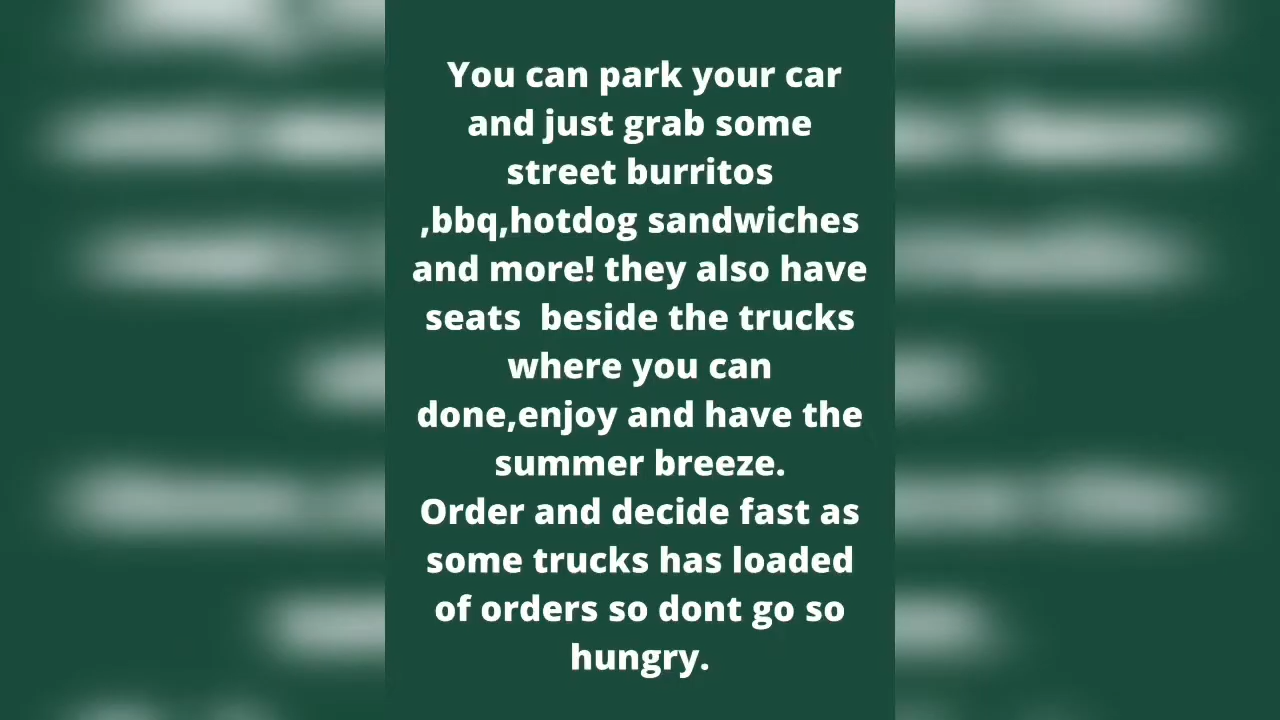 You can park your car
and just grab some
street burritos
,bbq,hotdog sandwiches
and more! they also have
seats  beside the trucks
where you can
done,enjoy and have the
summer breeze.
Order and decide fast as
some trucks has loaded
of orders so dont go so
hungry.